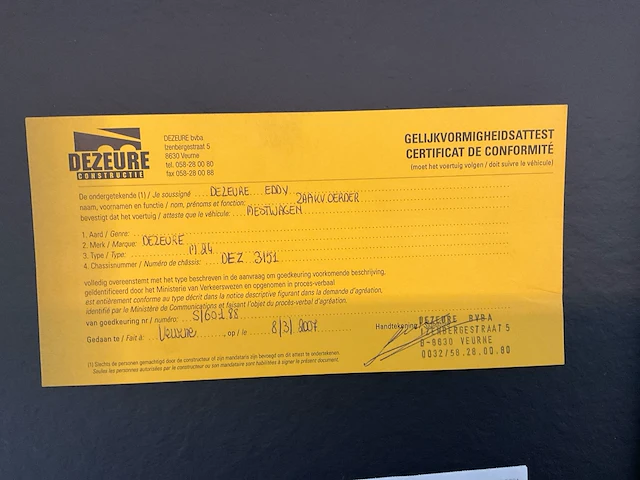 DEZEURE
CONSTRUCTIE
DEZEURE bvba.
Izenbergestraat 5
8630 Veurne
tel. 058-28 00 80
fax 058-28 00 88
GELIJKVORMIGHEIDSATTEST
CERTIFICAT DE CONFORMITÉ
(moet het voertuig volgen / doit suivre le véhicule)
De ondergetekende (1) / Je soussigné DEZEURE EDDY
naam, voornamen en functie / nom, prénoms et fonction: ZAAKVOERDER
bevestigt dat het voertuig / atteste que le véhicule: MESTWAGEN
1. Aard / Genre:
2. Merk / Marque: DEZEURE
3. Type / Type: M 24
4. Chassisnummer / Numéro de châssis: DEZ 3191
volledig overeenstemt met het type beschreven in de aanvraag om goedkeuring voorkomende beschrijving,
geïdentificeerd door het Ministerie van Verkeerswezen en opgenomen in proces-verbaal
est entièrement conforme au type décrit dans la notice descriptive figurant dans la demande d'agréation,
identifié par le Ministère de Communications et faisant l'objet du procès-verbal d'agréation.
van goedkeuring nr / numéro: S/60188
Gedaan te / Fait à: Veurne, op / le: 8/3/2007
Handtekening /
DEZEURE BVBA
IZENBERGESTRAAT 5
B-8630 VEURNE
0032/58.28.00.80
(1) Slechts de personen gemachtigd door de constructeur of zijn mandataris zijn bevoegd om dit attest te ondertekenen.
Seules les personnes autorisées par le constructeur ou son mandataire sont habilitées à signer le présent document.